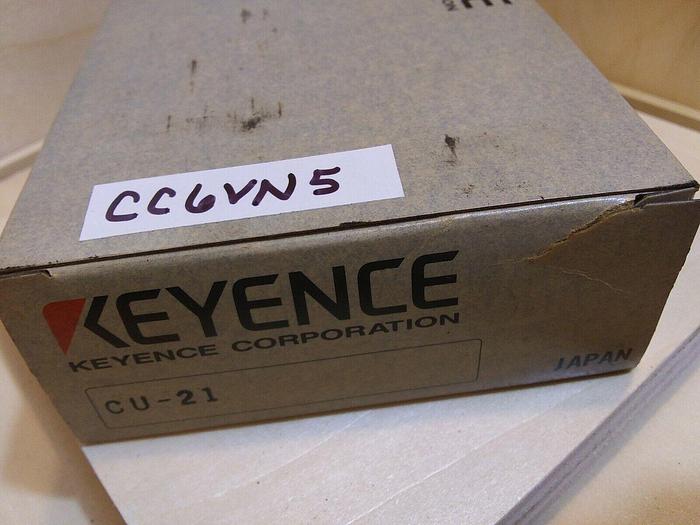 CC6VN5
KEYENCE
KEYENCE CORPORATION
CU-21
JAPAN